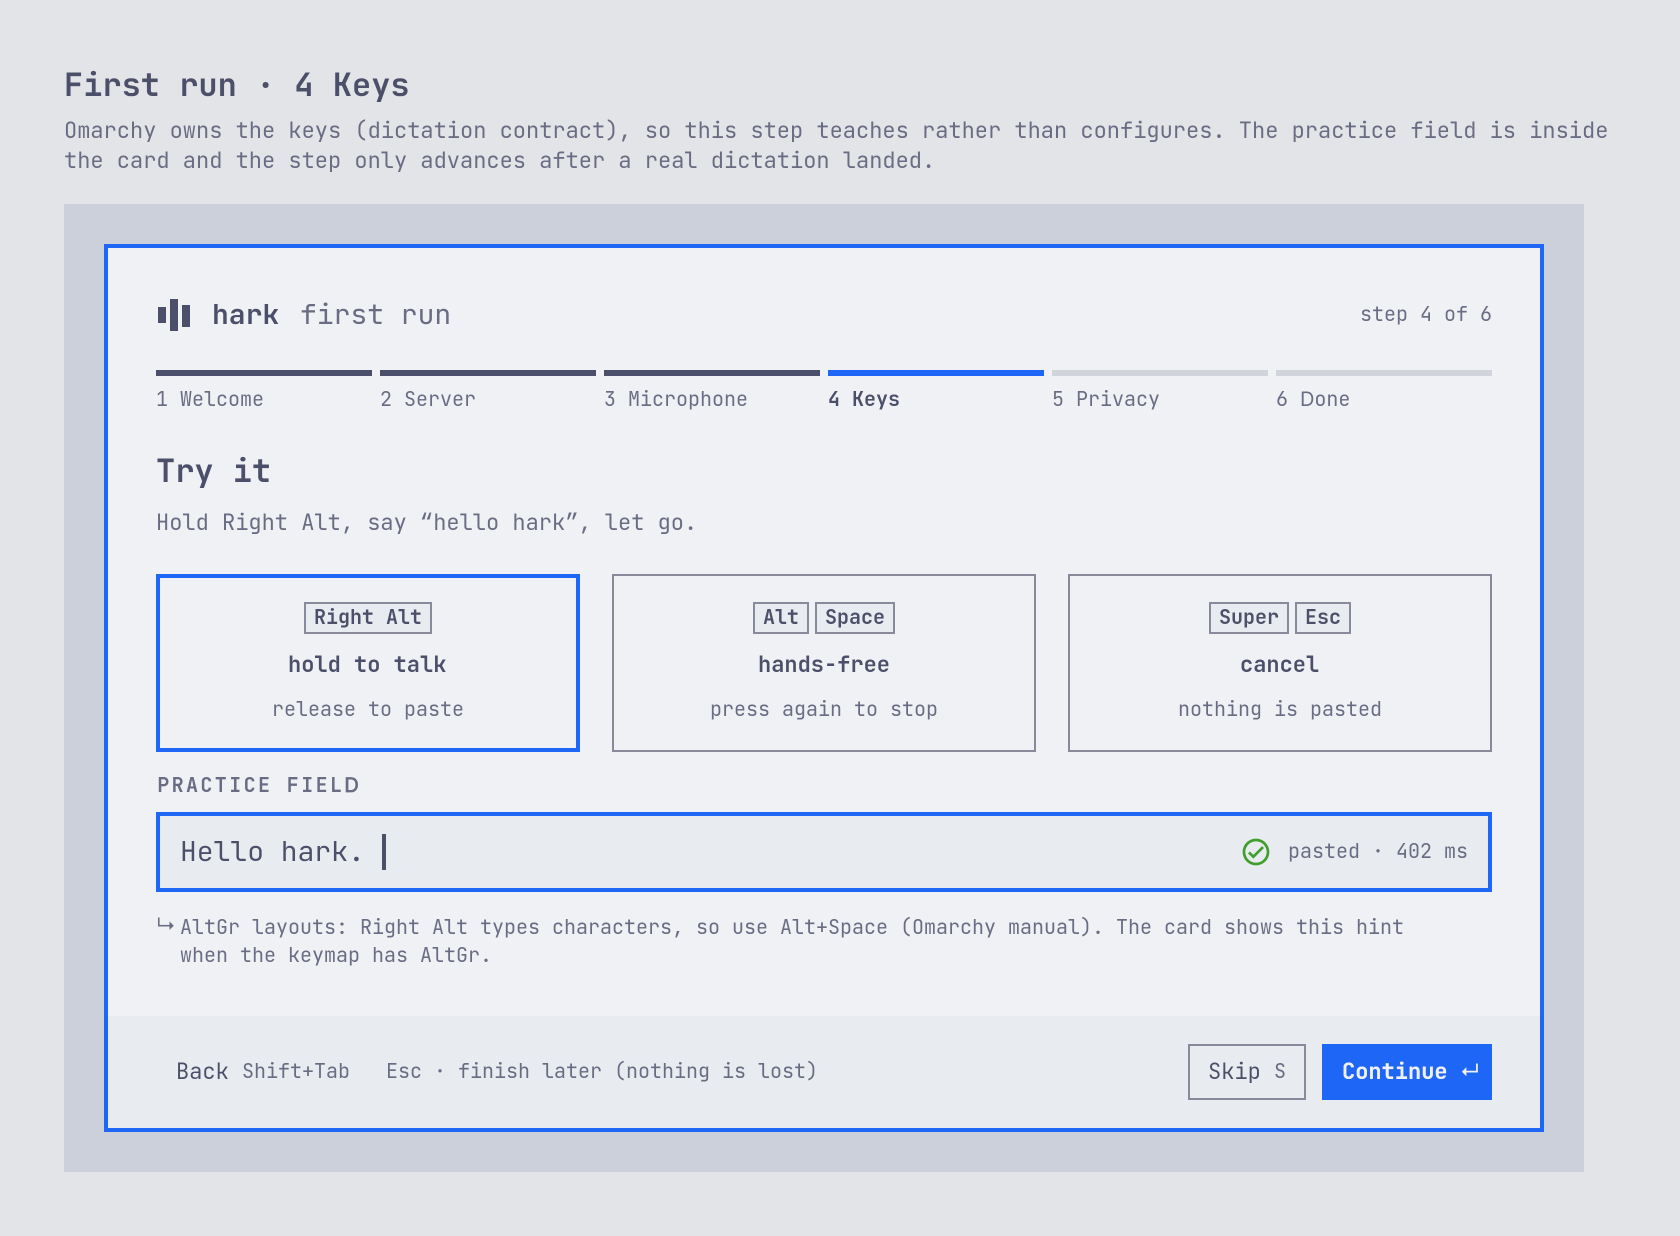 First run · 4 Keys
Omarchy owns the keys (dictation contract), so this step teaches rather than configures. The practice field is inside
the card and the step only advances after a real dictation landed.
hark first run
step 4 of 6
1 Welcome
2 Server
3 Microphone
4 Keys
5 Privacy
6 Done
Try it
Hold Right Alt, say “hello hark”, let go.
Right Alt
hold to talk
release to paste
Alt Space
hands-free
press again to stop
Super Esc
cancel
nothing is pasted
PRACTICE FIELD
Hello hark.
pasted · 402 ms
↳ AltGr layouts: Right Alt types characters, so use Alt+Space (Omarchy manual). The card shows this hint
when the keymap has AltGr.
Back Shift+Tab Esc · finish later (nothing is lost)
Skip S
Continue ↵